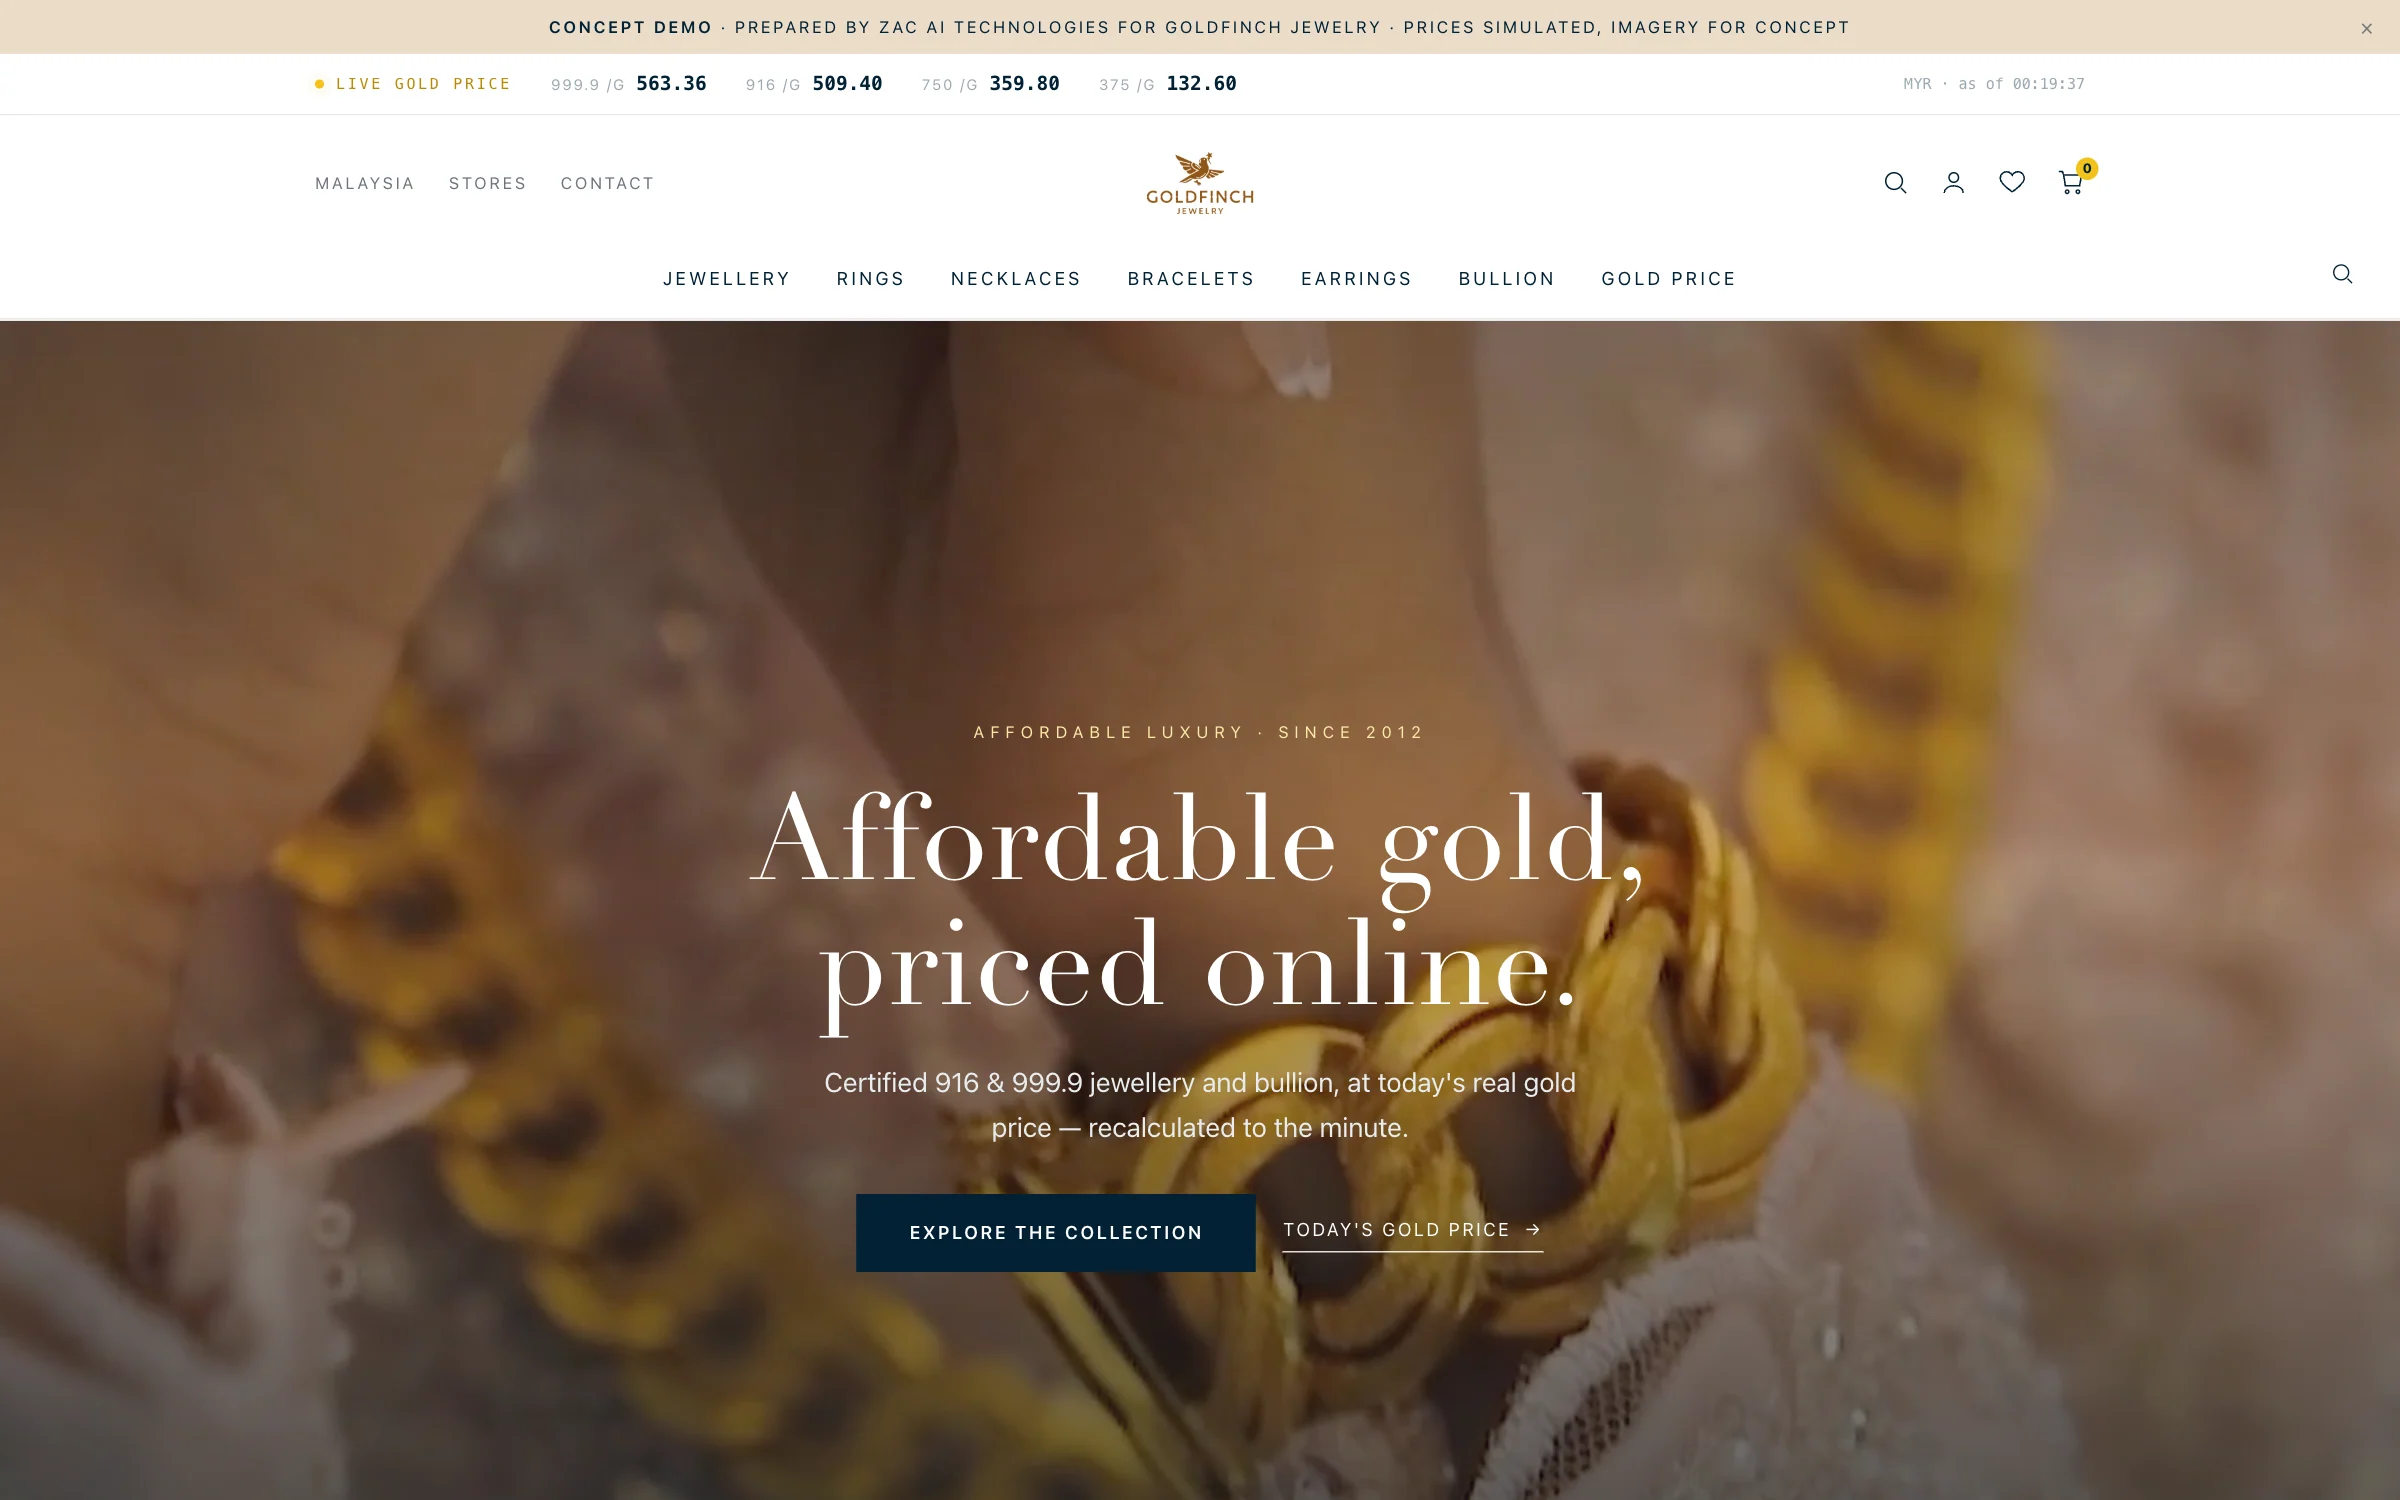 CONCEPT DEMO · PREPARED BY ZAC AI TECHNOLOGIES FOR GOLDFINCH JEWELRY · PRICES SIMULATED, IMAGERY FOR CONCEPT ×
LIVE GOLD PRICE 999.9 /G 563.36 916 /G 509.40 750 /G 359.80 375 /G 132.60 MYR · as of 00:19:37
MALAYSIA STORES CONTACT
GOLDFINCH
JEWELRY
0
JEWELLERY RINGS NECKLACES BRACELETS EARRINGS BULLION GOLD PRICE
AFFORDABLE LUXURY · SINCE 2012
Affordable gold,
priced online.
Certified 916 & 999.9 jewellery and bullion, at today's real gold
price — recalculated to the minute.
EXPLORE THE COLLECTION TODAY'S GOLD PRICE →